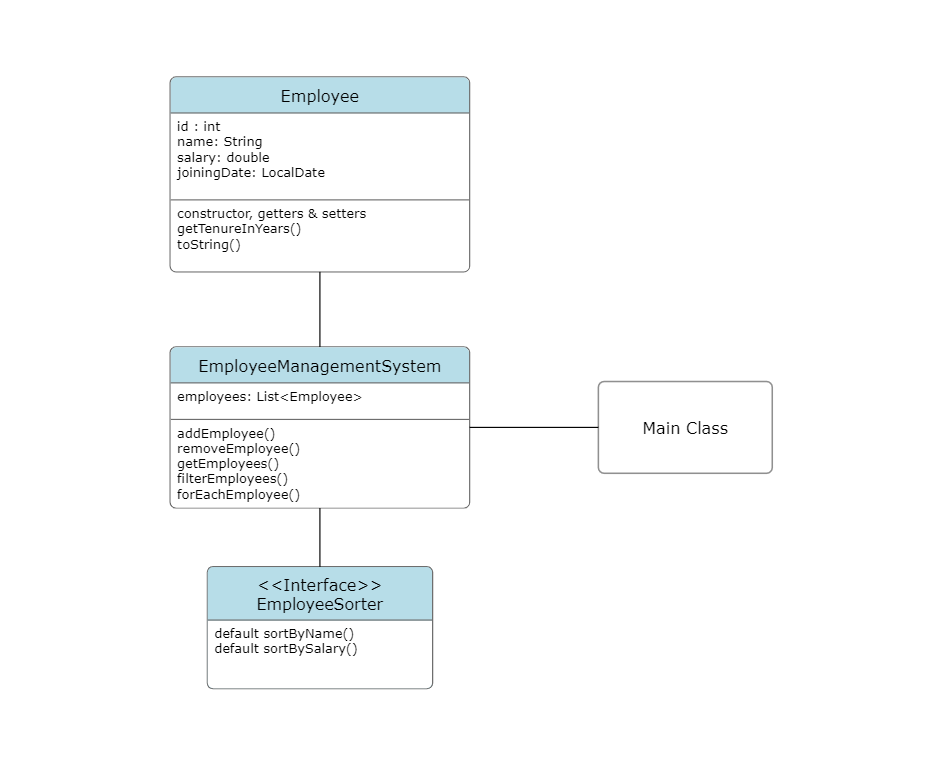 Employee
id : int
name: String
salary: double
joiningDate: LocalDate
constructor, getters & setters
getTenureInYears()
toString()
EmployeeManagementSystem
employees: List<Employee>
addEmployee()
removeEmployee()
getEmployees()
filterEmployees()
forEachEmployee()
Main Class
<<Interface>>
EmployeeSorter
default sortByName()
default sortBySalary()